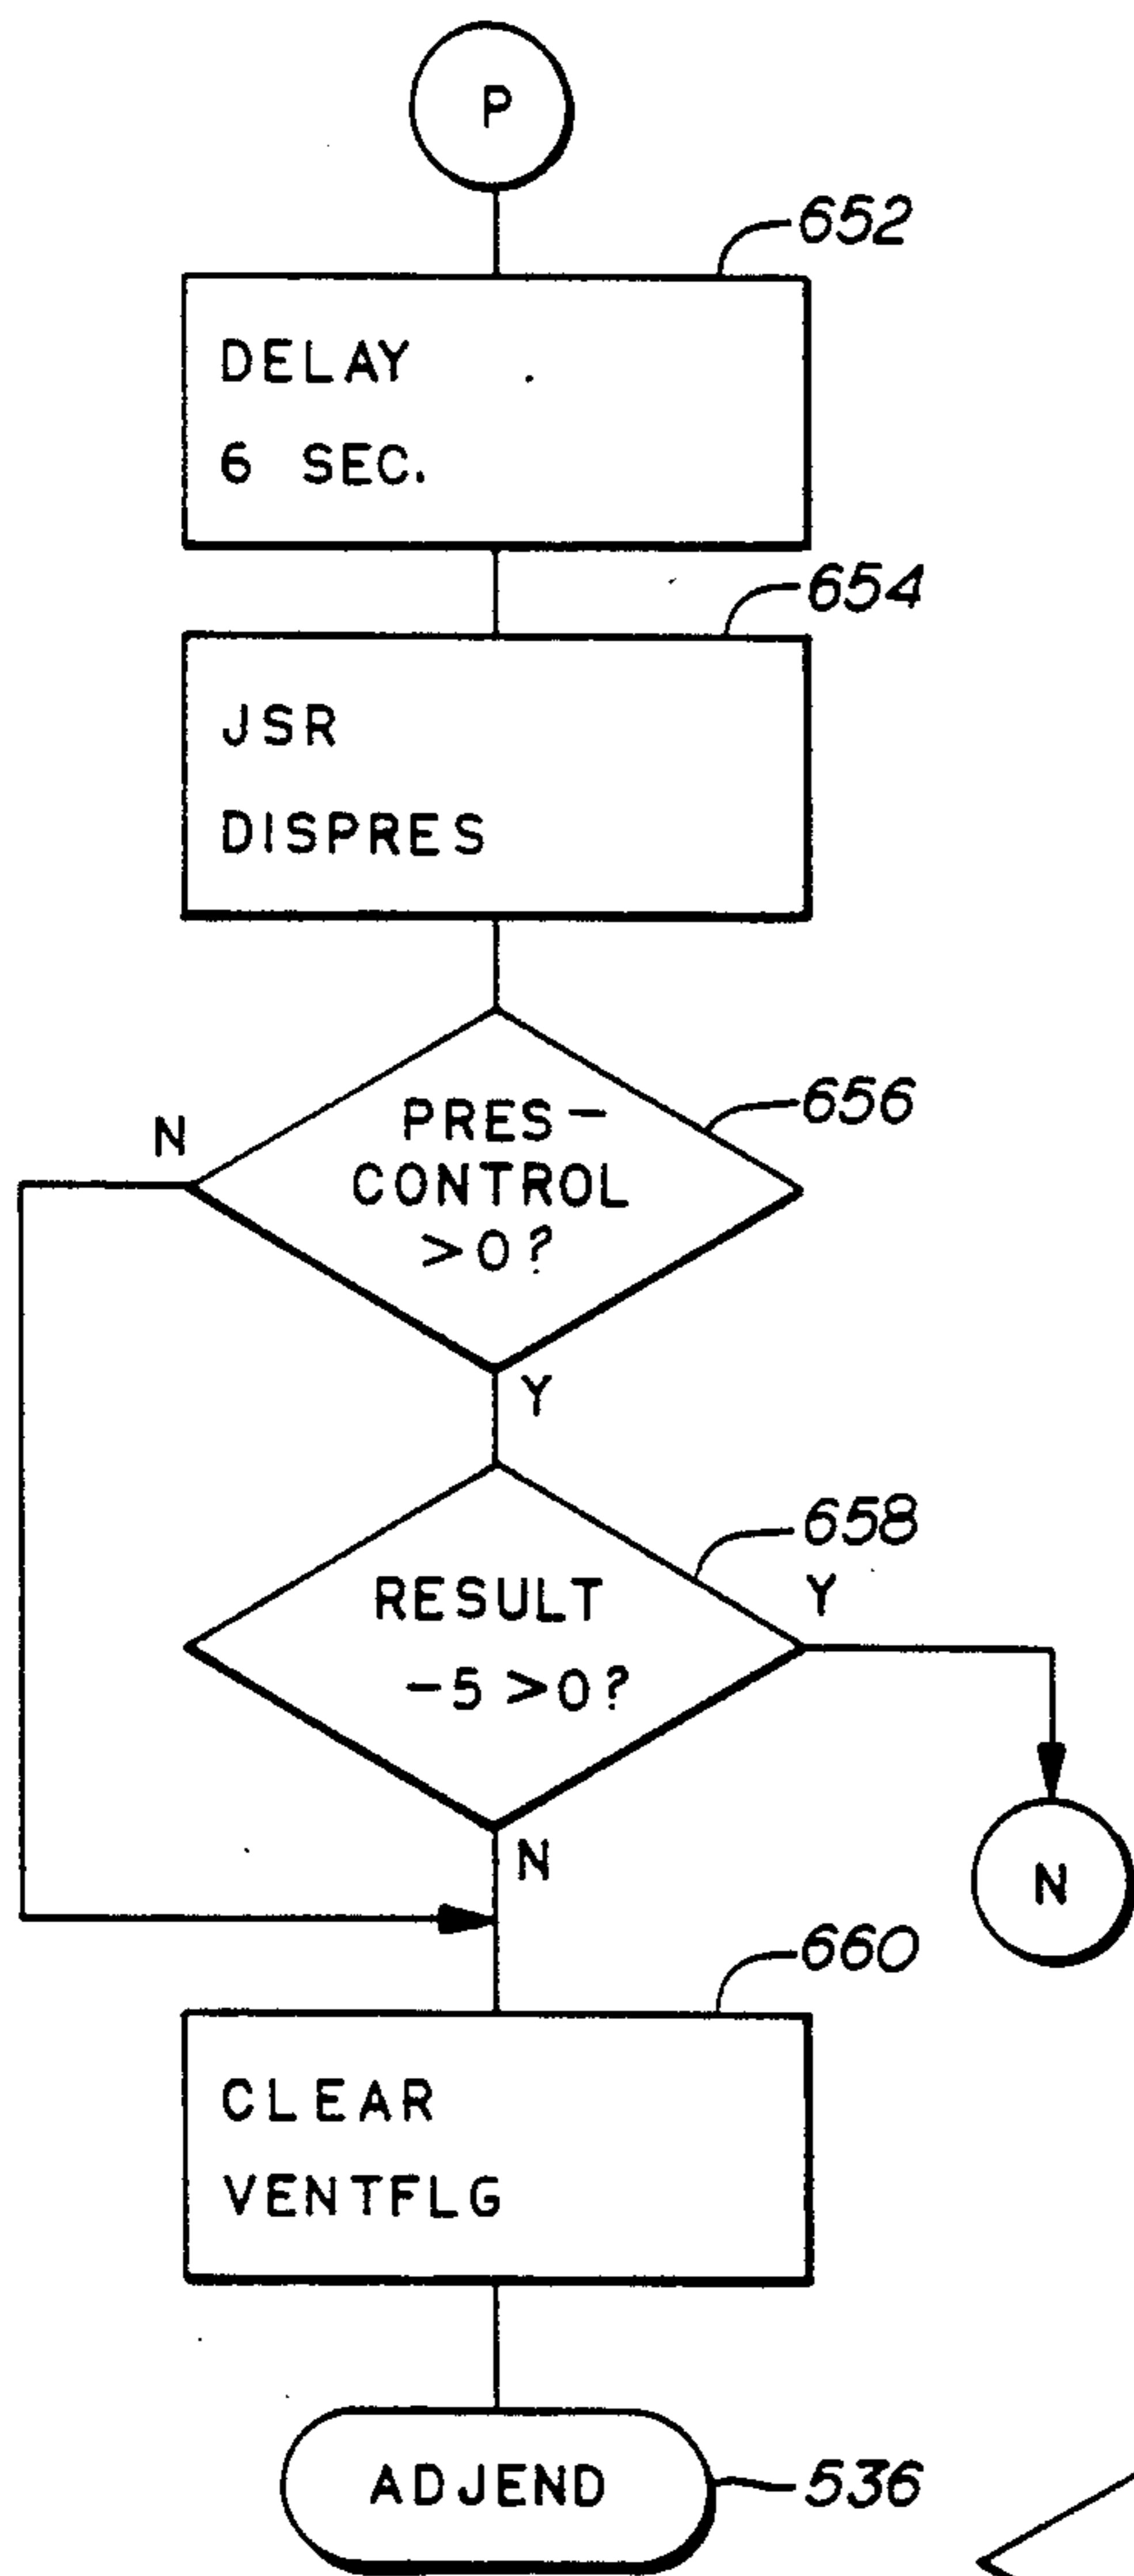 P
652
DELAY
6 SEC.
654
JSR
DISPRES
656
N
PRES-
CONTROL
>0?
Y
658
RESULT
Y
-5>0?
N
N
660
CLEAR
VENTFLG
ADJEND
536